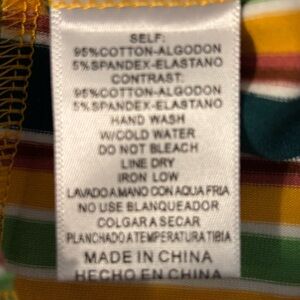 SELF:
95%COTTON-ALGODON
5%SPANDEX-ELASTANO
CONTRAST:
95%COTTON-ALGODON
5%SPANDEX-ELASTANO
HAND WASH
W/COLD WATER
DO NOT BLEACH
LINE DRY
IRON LOW
LAVADO A MANO CON AQUA FRIA
NO USE BLANQUEADOR
COLGAR A SECAR
PLANCHADO A TEMPERATURA TIBIA
MADE IN CHINA
HECHO EN CHINA